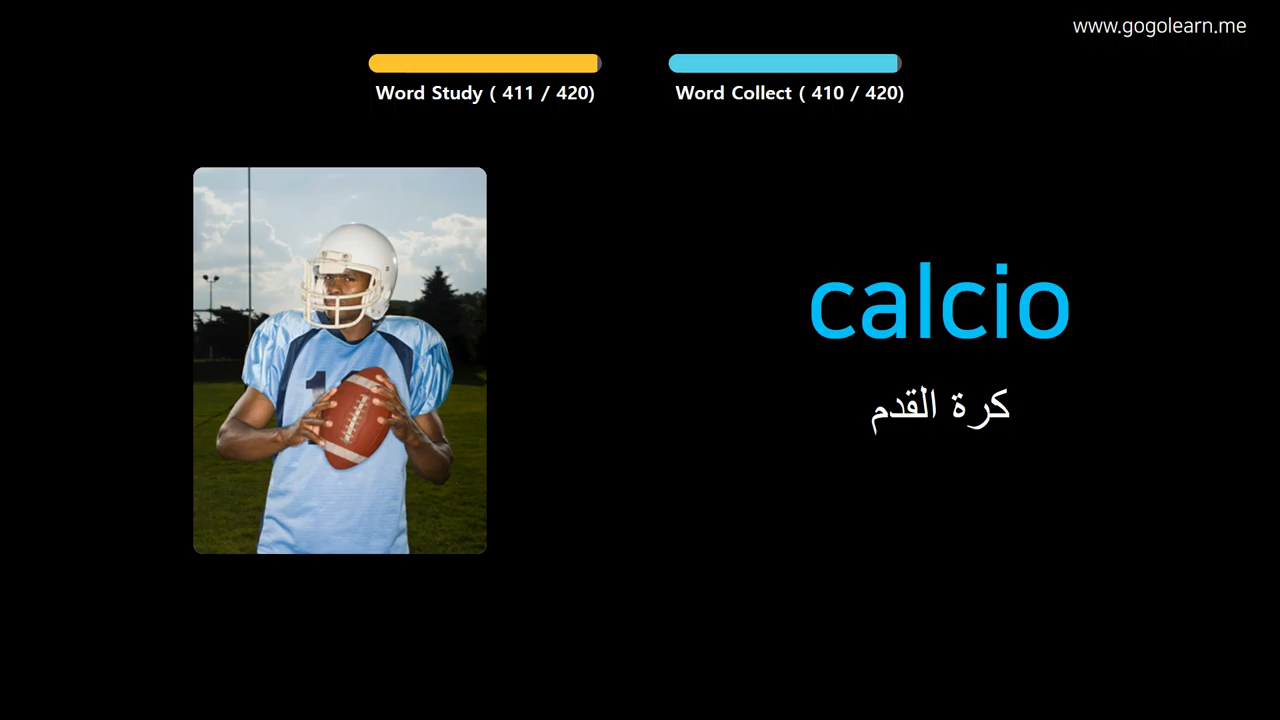 www.gogolearn.me
Word Study ( 411 / 420)
Word Collect ( 410 / 420)
calcio
كرة القدم